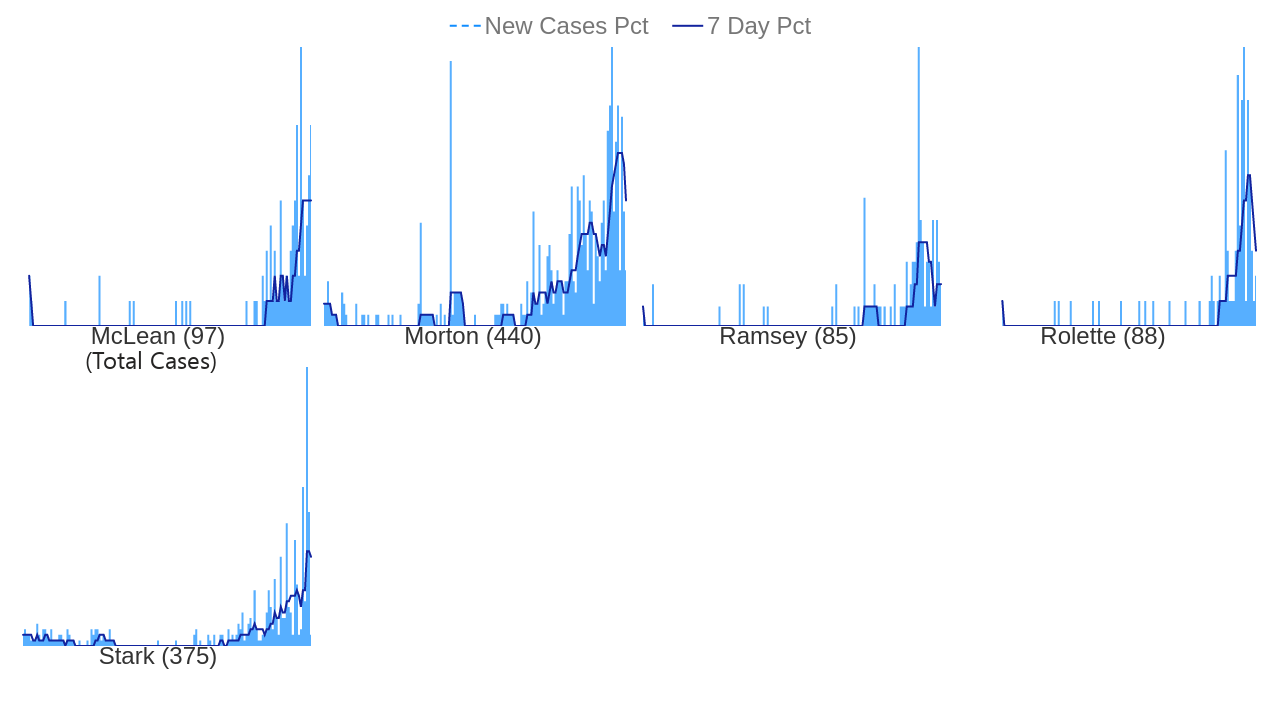 New Cases Pct 7 Day Pct
McLean (97) Morton (440) Ramsey (85) Rolette (88)
(Total Cases)
Stark (375)